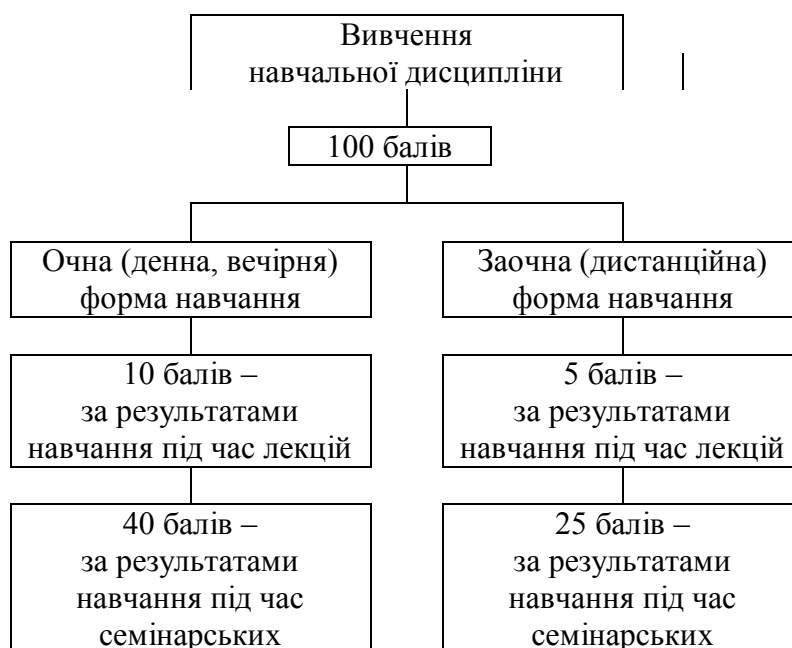 Вивчення
навчальної дисципліни
100 балів
Очна (денна, вечірня)
форма навчання
Заочна (дистанційна)
форма навчання
10 балів –
за результатами
навчання під час лекцій
5 балів –
за результатами
навчання під час лекцій
40 балів –
за результатами
навчання під час
семінарських
25 балів –
за результатами
навчання під час
семінарських